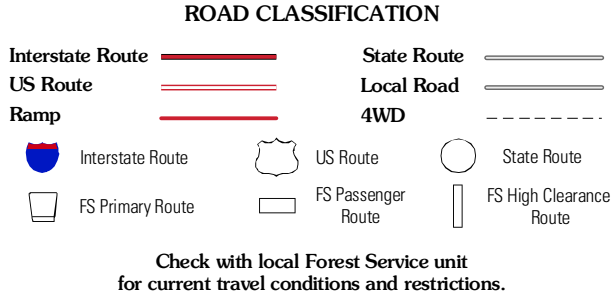 ROAD CLASSIFICATION
Interstate Route
State Route
US Route
Local Road
Ramp
4WD
Interstate Route
US Route
State Route
FS Primary Route
FS Passenger
Route
FS High Clearance
Route
Check with local Forest Service unit
for current travel conditions and restrictions.